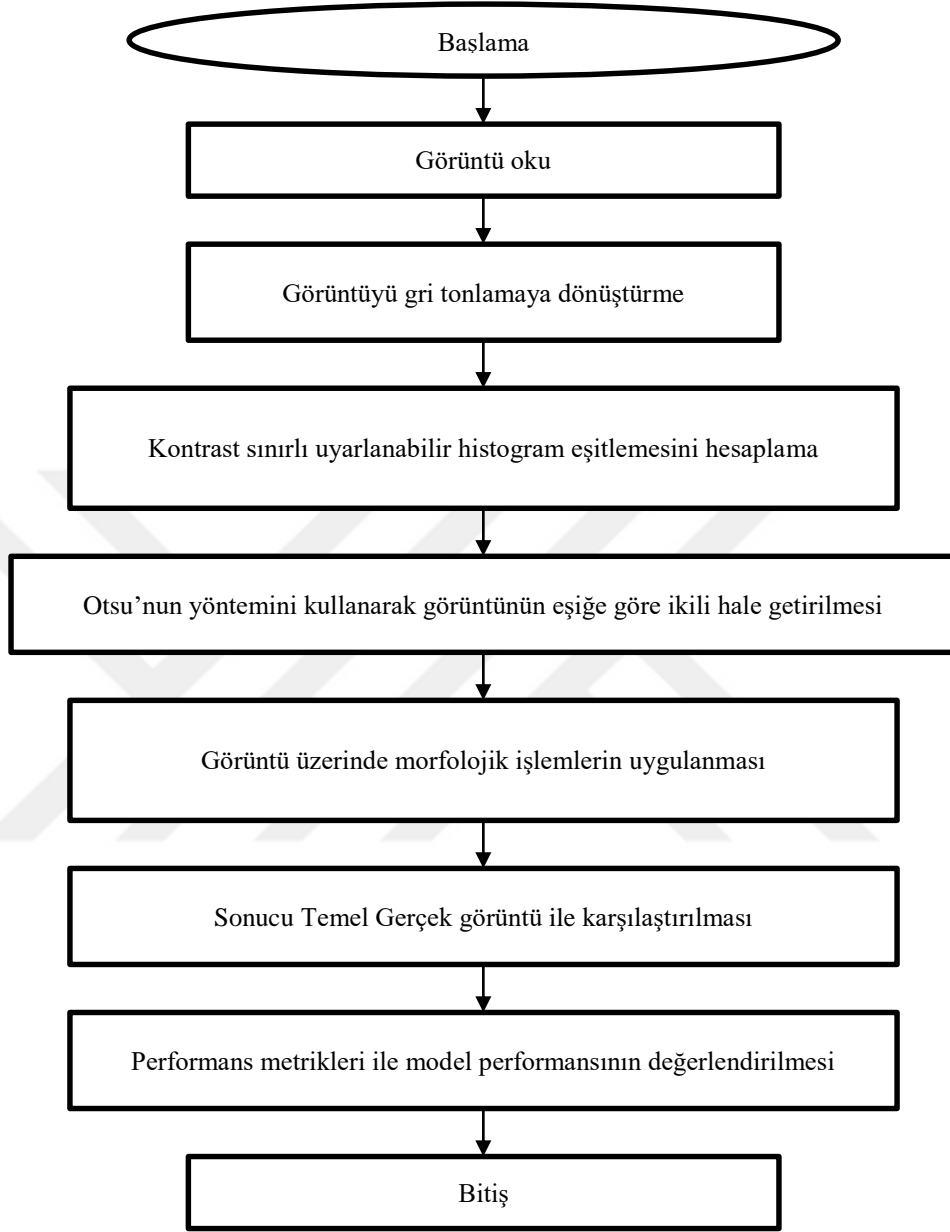 Başlama
Görüntü oku
Görüntüyü gri tonlamaya dönüştürme
Kontrast sınırlı uyarlanabilir histogram eşitlemesini hesaplama
Otsu’nun yöntemini kullanarak görüntünün eşiğe göre ikili hale getirilmesi
Görüntü üzerinde morfolojik işlemlerin uygulanması
Sonucu Temel Gerçek görüntü ile karşılaştırılması
Performans metrikleri ile model performansının değerlendirilmesi
Bitiş